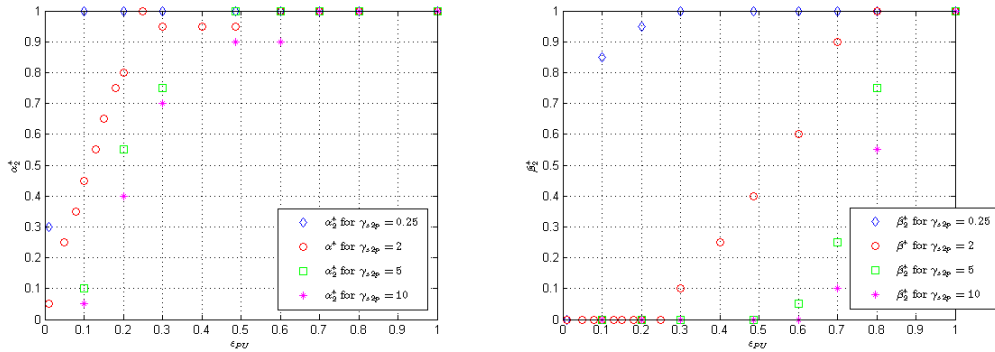 1
0.9
0.8
0.7
0.6
0.5
0.4
0.3
0.2
0.1
0
α₂*
0 0.1 0.2 0.3 0.4 0.5 0.6 0.7 0.8 0.9 1
ε_PU
α₂* for γ_s2p = 0.25
α* for γ_s2p = 2
α₂* for γ_s2p = 5
α₂* for γ_s2p = 10
1
0.9
0.8
0.7
0.6
0.5
0.4
0.3
0.2
0.1
0
β₂*
0 0.1 0.2 0.3 0.4 0.5 0.6 0.7 0.8 0.9 1
ε_PU
β₂* for γ_s2p = 0.25
β* for γ_s2p = 2
β₂* for γ_s2p = 5
β₂* for γ_s2p = 10